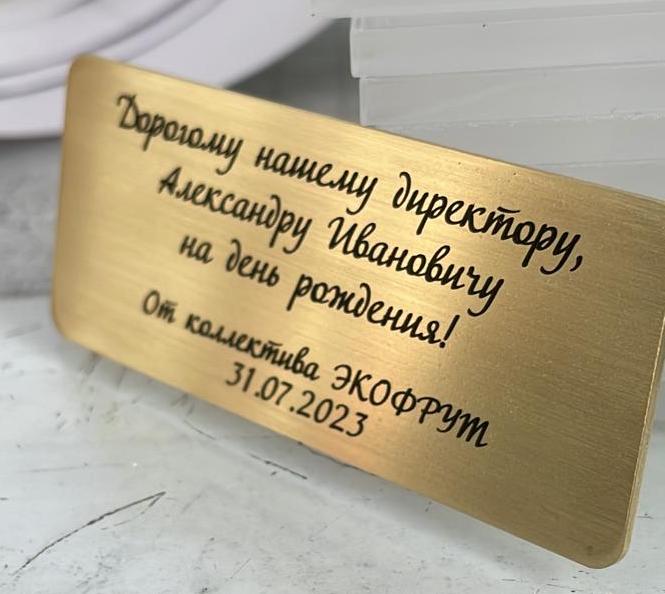 Дорогому нашему директору,
Александру Ивановичу
на день рождения!
От коллектива ЭКОФРУТ
31.07.2023